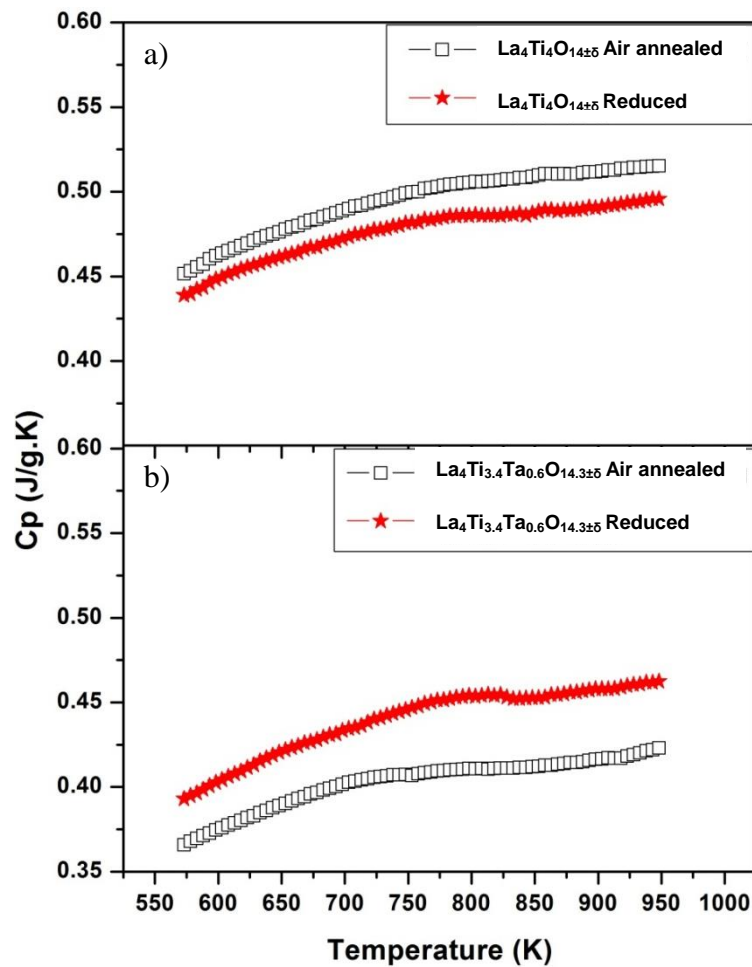 0.60
a)
La₄Ti₄O₁₄±δ Air annealed
La₄Ti₄O₁₄±δ Reduced
0.55
0.50
0.45
0.40
Cp (J/g.K)
0.60
b)
La₄Ti₃.₄Ta₀.₆O₁₄.₃±δ Air annealed
La₄Ti₃.₄Ta₀.₆O₁₄.₃±δ Reduced
0.55
0.50
0.45
0.40
0.35
550 600 650 700 750 800 850 900 950 1000
Temperature (K)